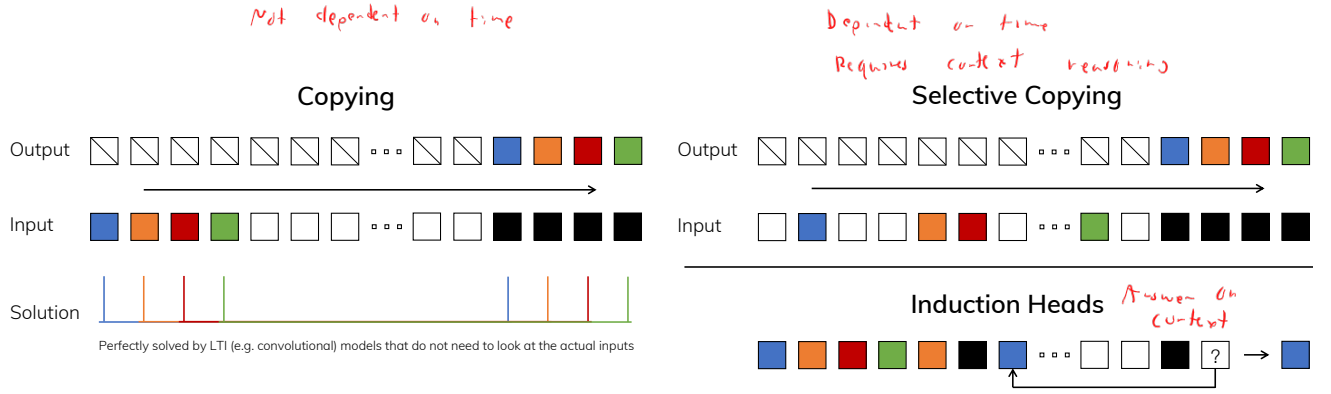 Not dependent on time
Copying
Output
Input
Solution
Perfectly solved by LTI (e.g. convolutional) models that do not need to look at the actual inputs
Dependent on time
Requires context reasoning
Selective Copying
Output
Input
Induction Heads
Answer on
context
?